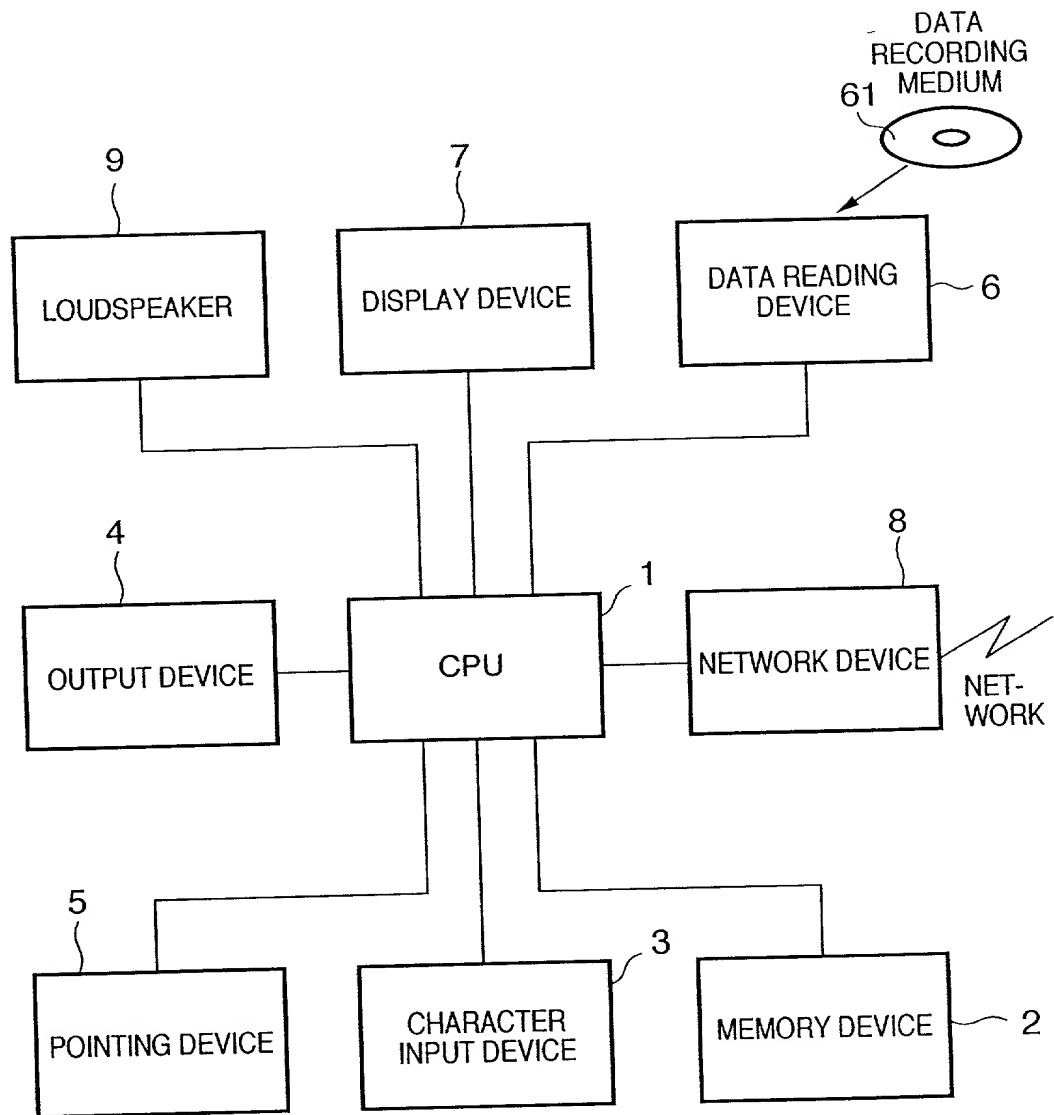 DATA
RECORDING
MEDIUM
61
9
7
LOUDSPEAKER
DISPLAY DEVICE
DATA READING
DEVICE
6
4
1
8
OUTPUT DEVICE
CPU
NETWORK DEVICE
NET-
WORK
5
3
POINTING DEVICE
CHARACTER
INPUT DEVICE
MEMORY DEVICE
2